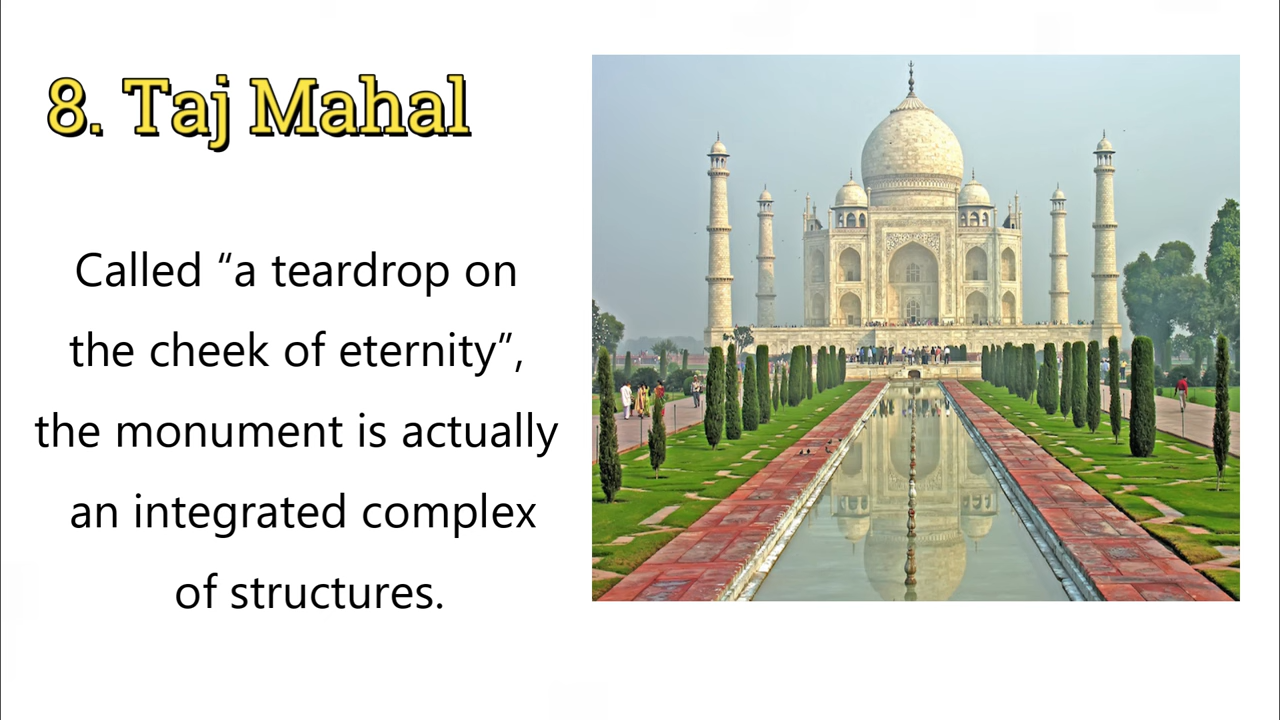 8. Taj Mahal
Called “a teardrop on
the cheek of eternity”,
the monument is actually
an integrated complex
of structures.